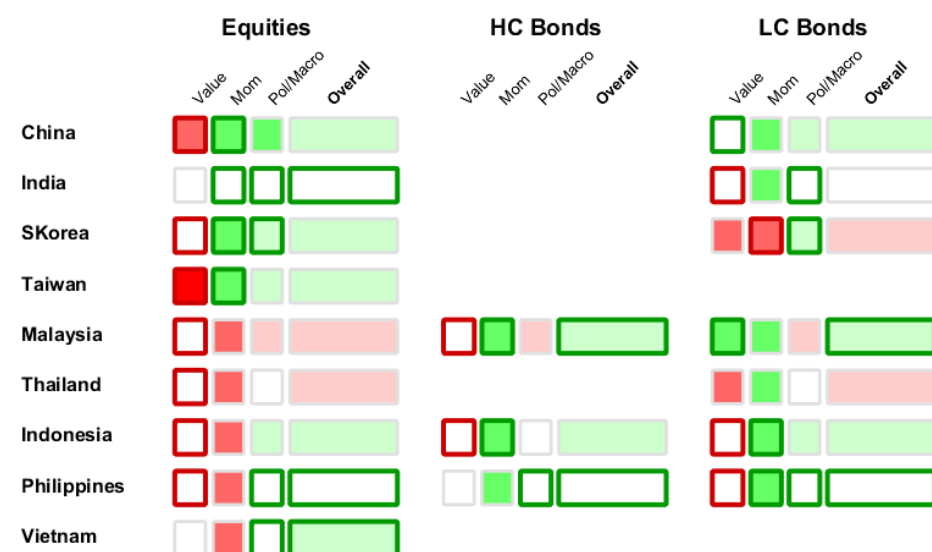 Equities HC Bonds LC Bonds
Value Mom Pol/Macro Overall Value Mom Pol/Macro Overall Value Mom Pol/Macro Overall
China
India
SKorea
Taiwan
Malaysia
Thailand
Indonesia
Philippines
Vietnam